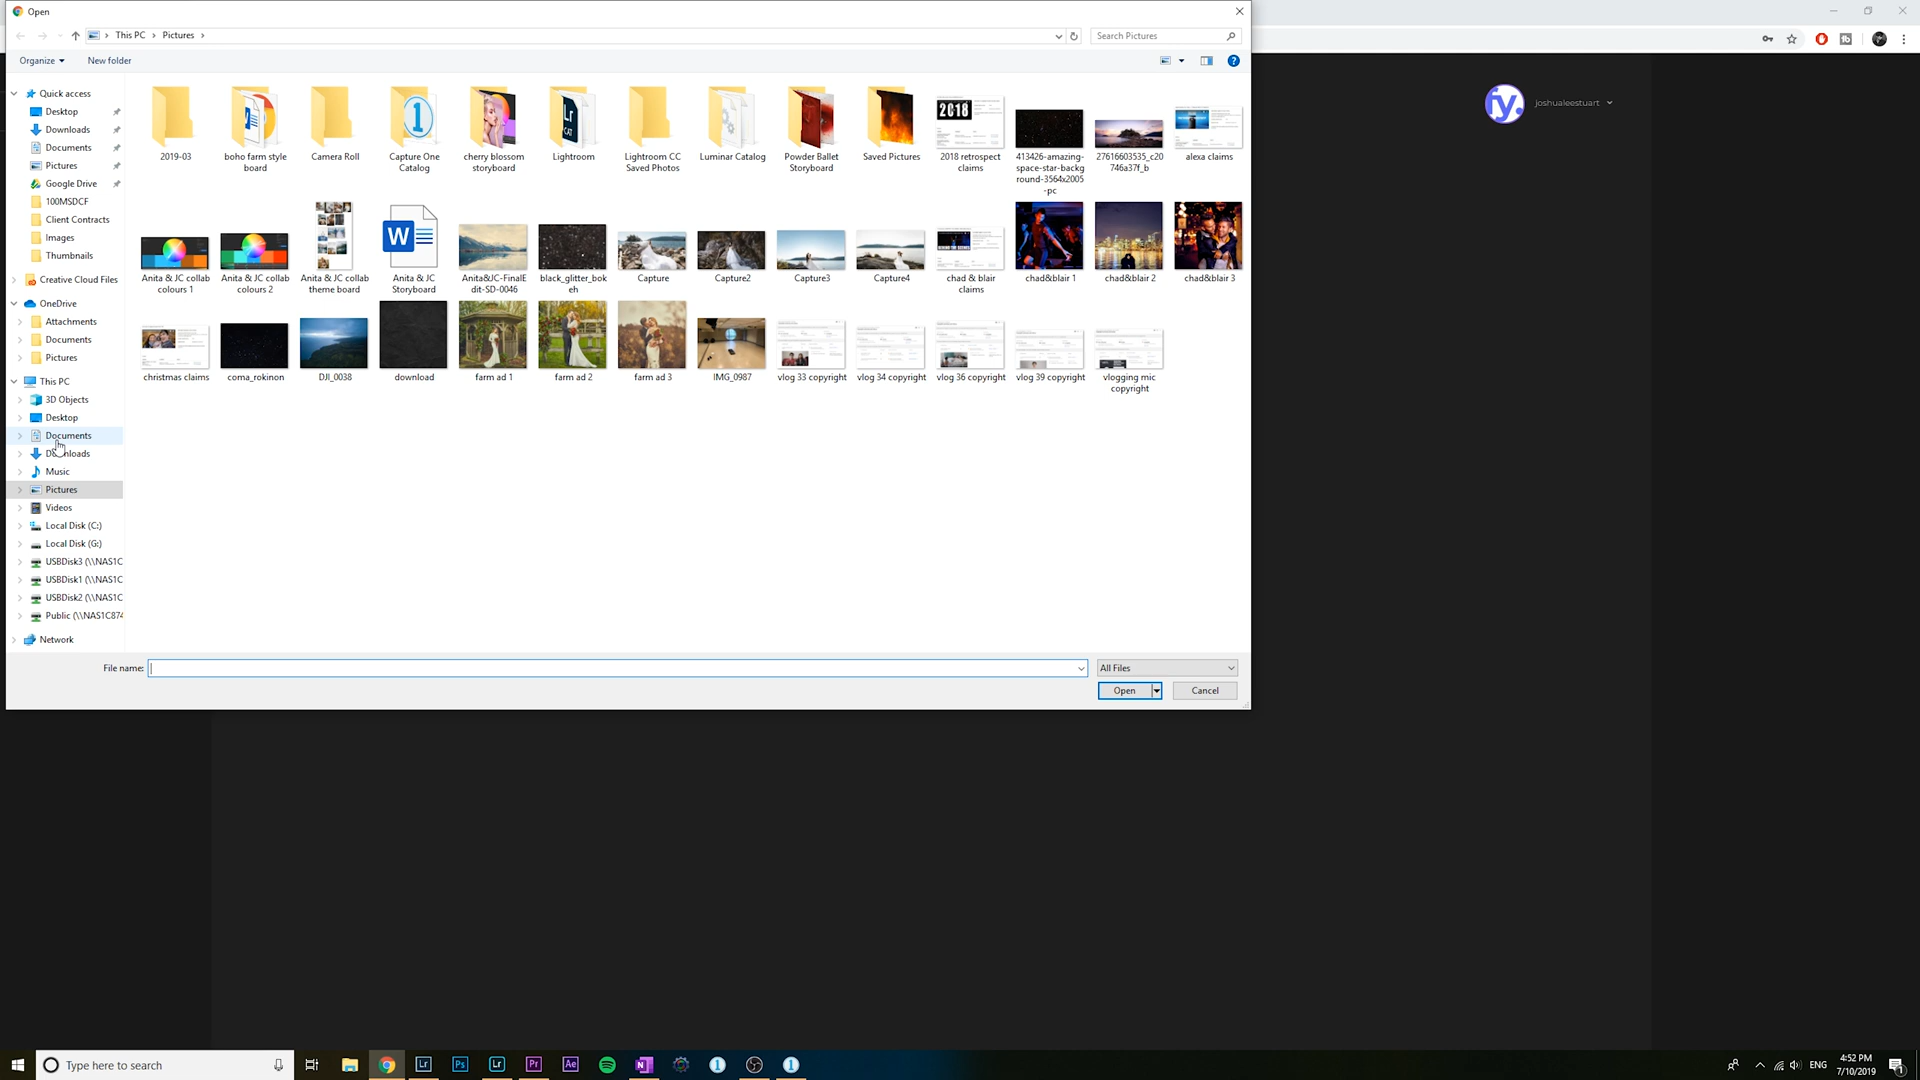 Open
This PC
Pictures
Search Pictures
Organize
New folder
Quick access
Desktop
Downloads
Documents
Pictures
Google Drive
100MSDCF
Client Contracts
Images
Thumbnails
Creative Cloud Files
OneDrive
Attachments
Documents
Pictures
This PC
3D Objects
Desktop
Documents
Downloads
Music
Pictures
Videos
Local Disk (C:)
Local Disk (G:)
USBDisk3 (\\NAS1C
USBDisk1 (\\NAS1C
USBDisk2 (\\NAS1C
Public (\\NAS1C874
Network
2019-03
boho farm style
board
Camera Roll
Capture One
Catalog
cherry blossom
storyboard
Lightroom
Lightroom CC
Saved Photos
Luminar Catalog
Powder Ballet
Storyboard
Saved Pictures
2018 retrospect
claims
413426-amazing-
space-star-backg
round-3564x2005
-pc
27616603535_c20
746a37f_b
alexa claims
Anita & JC collab
colours 1
Anita & JC collab
colours 2
Anita & JC collab
theme board
Anita & JC
Storyboard
Anita&JC-FinalE
dit-SD-0046
black_glitter_bok
eh
Capture
Capture2
Capture3
Capture4
chad & blair
claims
chad&blair 1
chad&blair 2
chad&blair 3
christmas claims
coma_rokinon
DJI_0038
download
farm ad 1
farm ad 2
farm ad 3
IMG_0987
vlog 33 copyright
vlog 34 copyright
vlog 36 copyright
vlog 39 copyright
vlogging mic
copyright
File name:
All Files
Open
Cancel
fy.
joshualeestuart
Type here to search
ENG
4:52 PM
7/10/2019